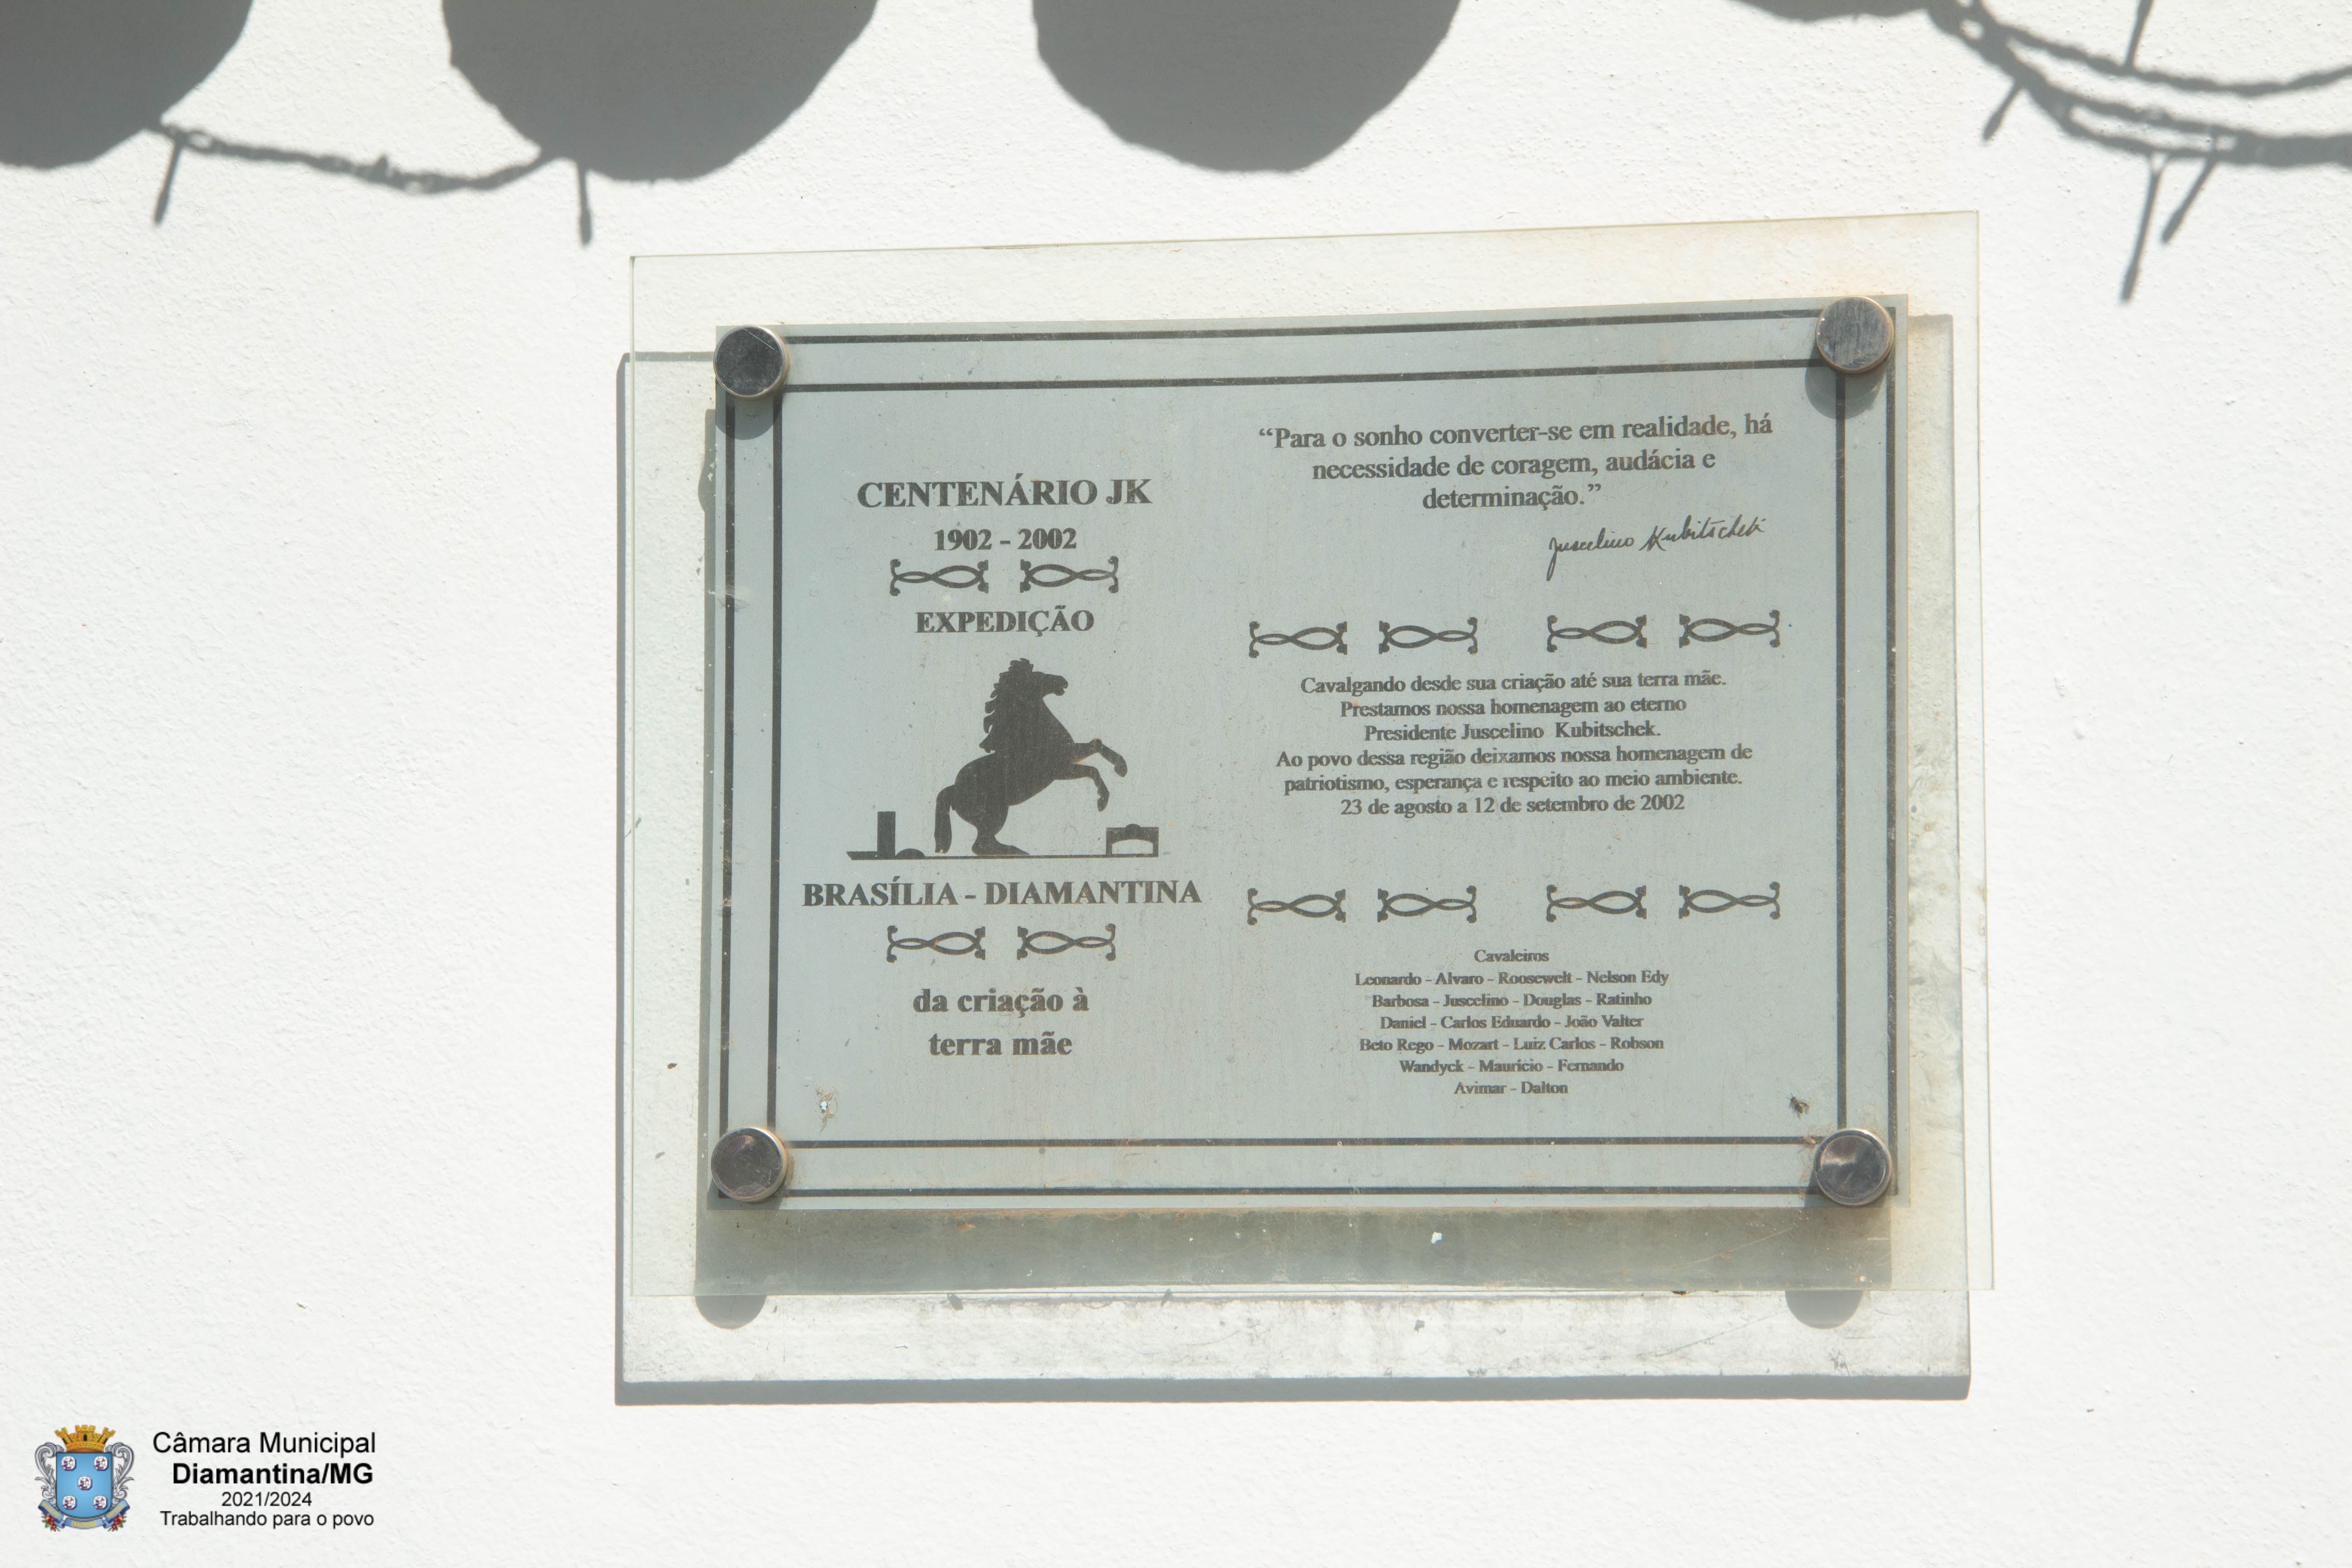 CENTENÁRIO JK
1902 - 2002
EXPEDIÇÃO
BRASÍLIA - DIAMANTINA
da criação à
terra mãe
“Para o sonho converter-se em realidade, há
necessidade de coragem, audácia e
determinação.”
Juscelino Kubitschek
Cavalgando desde sua criação até sua terra mãe.
Prestamos nossa homenagem ao eterno
Presidente Juscelino Kubitschek.
Ao povo dessa região deixamos nossa homenagem de
patriotismo, esperança e respeito ao meio ambiente.
23 de agosto a 12 de setembro de 2002
Cavaleiros
Leonardo - Alvaro - Roosewelt - Nelson Edy
Barbosa - Juscelino - Douglas - Ratinho
Daniel - Carlos Eduardo - João Valter
Beto Rego - Mozart - Luiz Carlos - Robson
Wandyck - Maurício - Fernando
Avimar - Dalton
Câmara Municipal
Diamantina/MG
2021/2024
Trabalhando para o povo